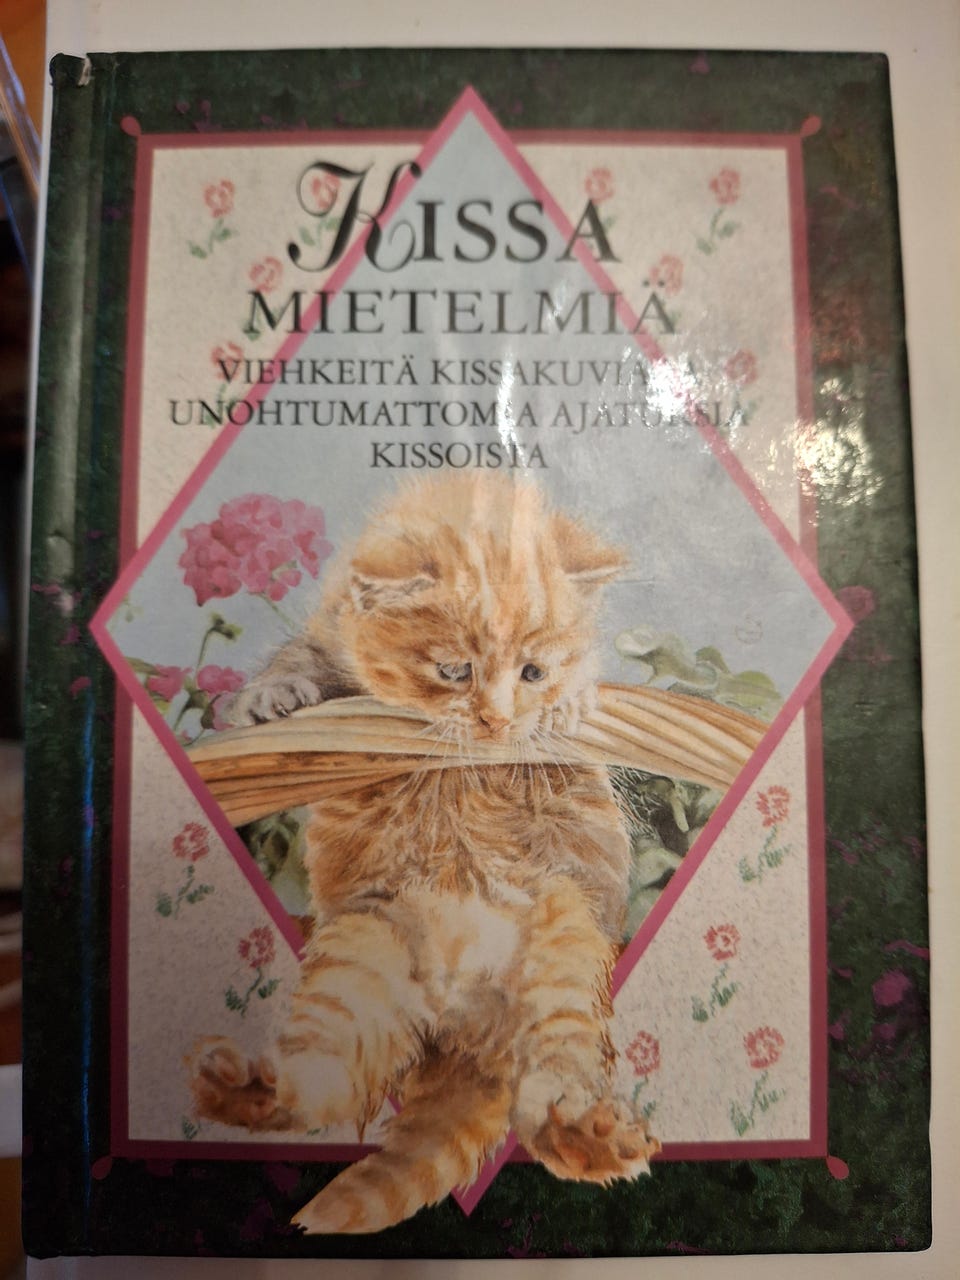 KISSA
MIETELMIÄ
VIEHKEITÄ KISSAKUVIA JA
UNOHTUMATTOMIA AJATUKSIA
KISSOISTA